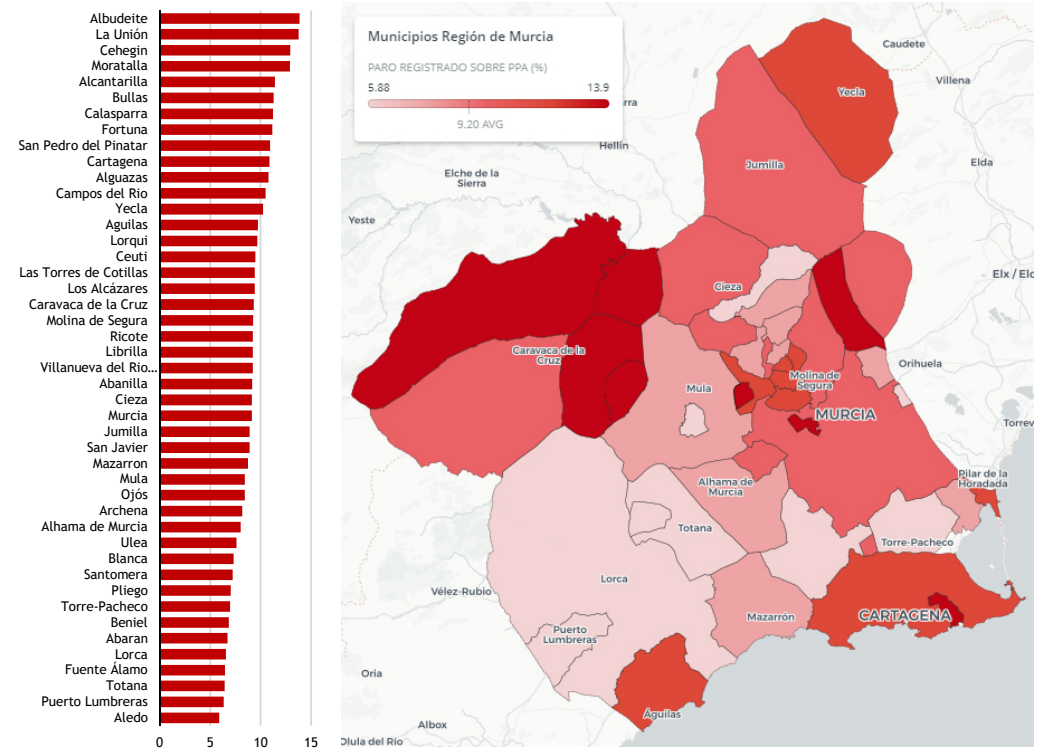 Albudeite
La Unión
Cehegin
Moratalla
Alcantarilla
Bullas
Calasparra
Fortuna
San Pedro del Pinatar
Cartagena
Alguazas
Campos del Rio
Yecla
Aguilas
Lorqui
Ceuti
Las Torres de Cotillas
Los Alcázares
Caravaca de la Cruz
Molina de Segura
Ricote
Librilla
Villanueva del Rio...
Abanilla
Cieza
Murcia
Jumilla
San Javier
Mazarron
Mula
Ojós
Archena
Alhama de Murcia
Ulea
Blanca
Santomera
Pliego
Torre-Pacheco
Beniel
Abaran
Lorca
Fuente Álamo
Totana
Puerto Lumbreras
Aledo
0 5 10 15
Municipios Región de Murcia
PARO REGISTRADO SOBRE PPA (%)
5.88 13.9
9.20 AVG
rra
Caudete
Yecla
Villena
Hellín
Jumilla
Elda
Elche de la
Sierra
Yeste
Elx / Elc
Cieza
Caravaca de la
Cruz
Orihuela
Mula
Molina de
Segura
MURCIA
Torrev
Pilar de la
Horadada
Alhama de
Murcia
Totana
Torre-Pacheco
Lorca
Vélez-Rubio
Mazarrón
CARTAGENA
Puerto
Lumbreras
Oria
Águilas
Albox
Olula del Río